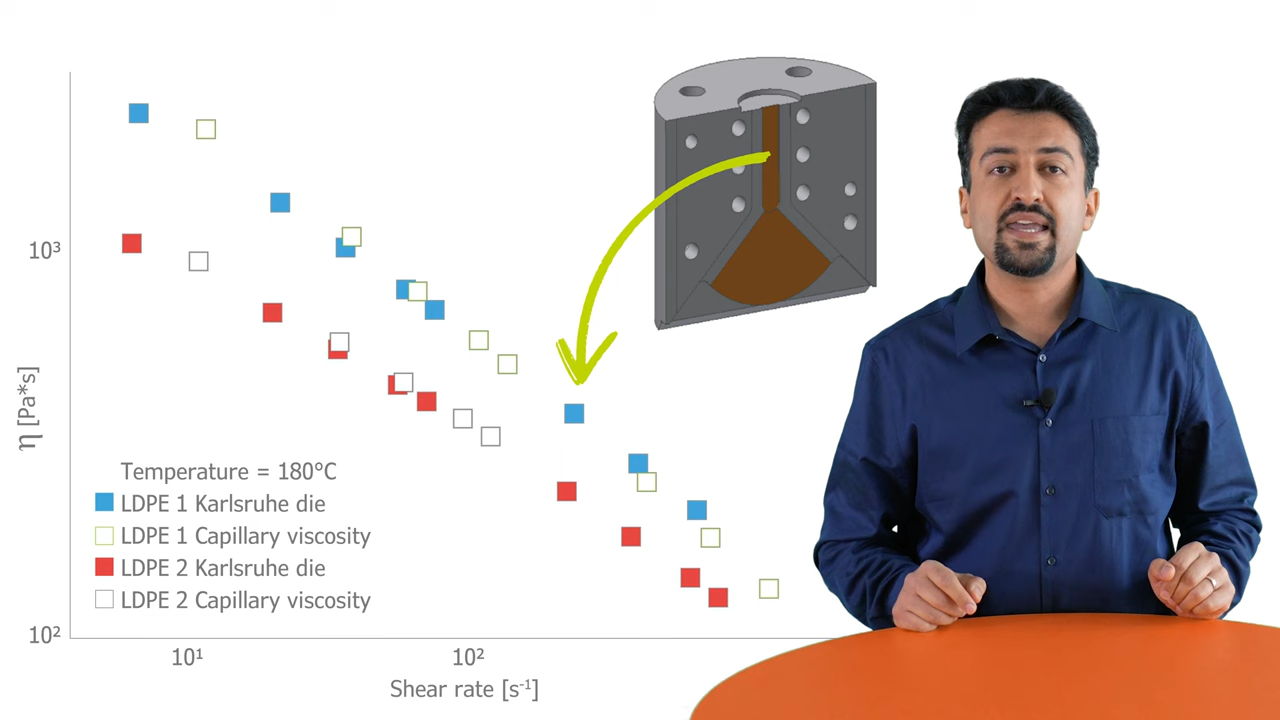 10³
η [Pa*s]
Temperature = 180°C
LDPE 1 Karlsruhe die
LDPE 1 Capillary viscosity
LDPE 2 Karlsruhe die
LDPE 2 Capillary viscosity
10²
10¹ 10²
Shear rate [s⁻¹]